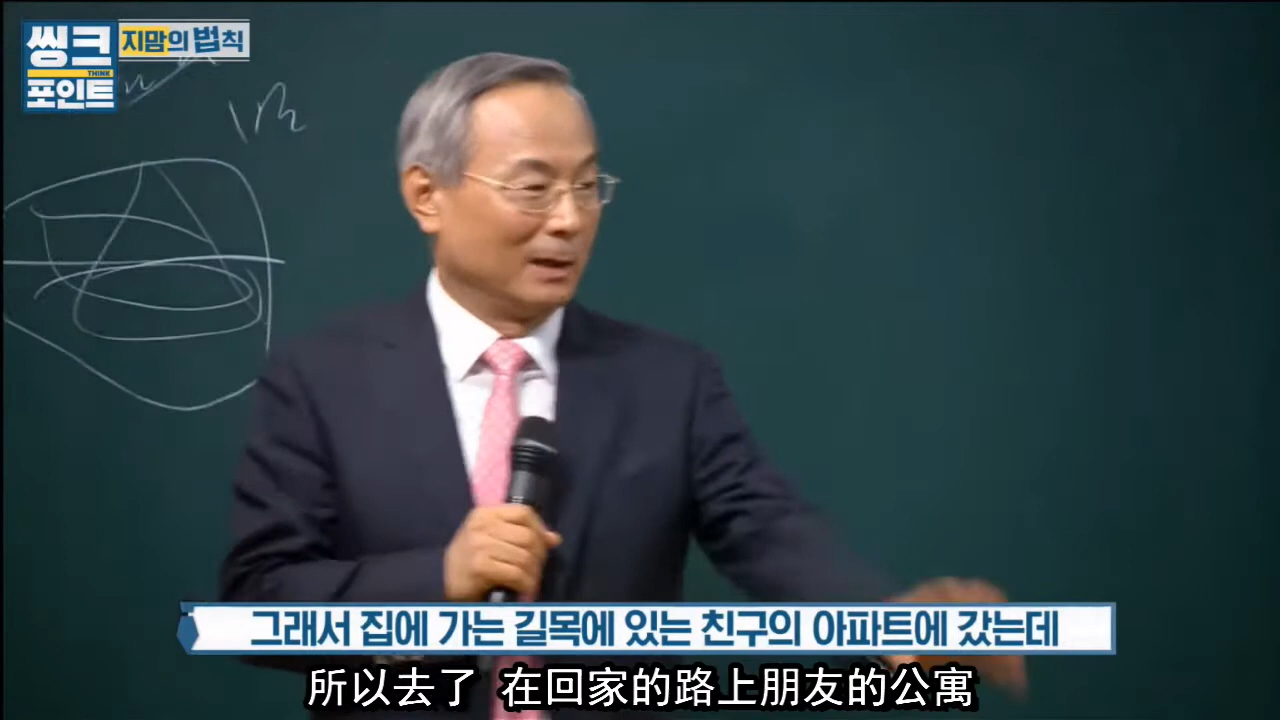 씽크 지맘의 법칙
THINK
포인트
그래서 집에 가는 길목에 있는 친구의 아파트에 갔는데
所以去了 在回家的路上朋友的公寓